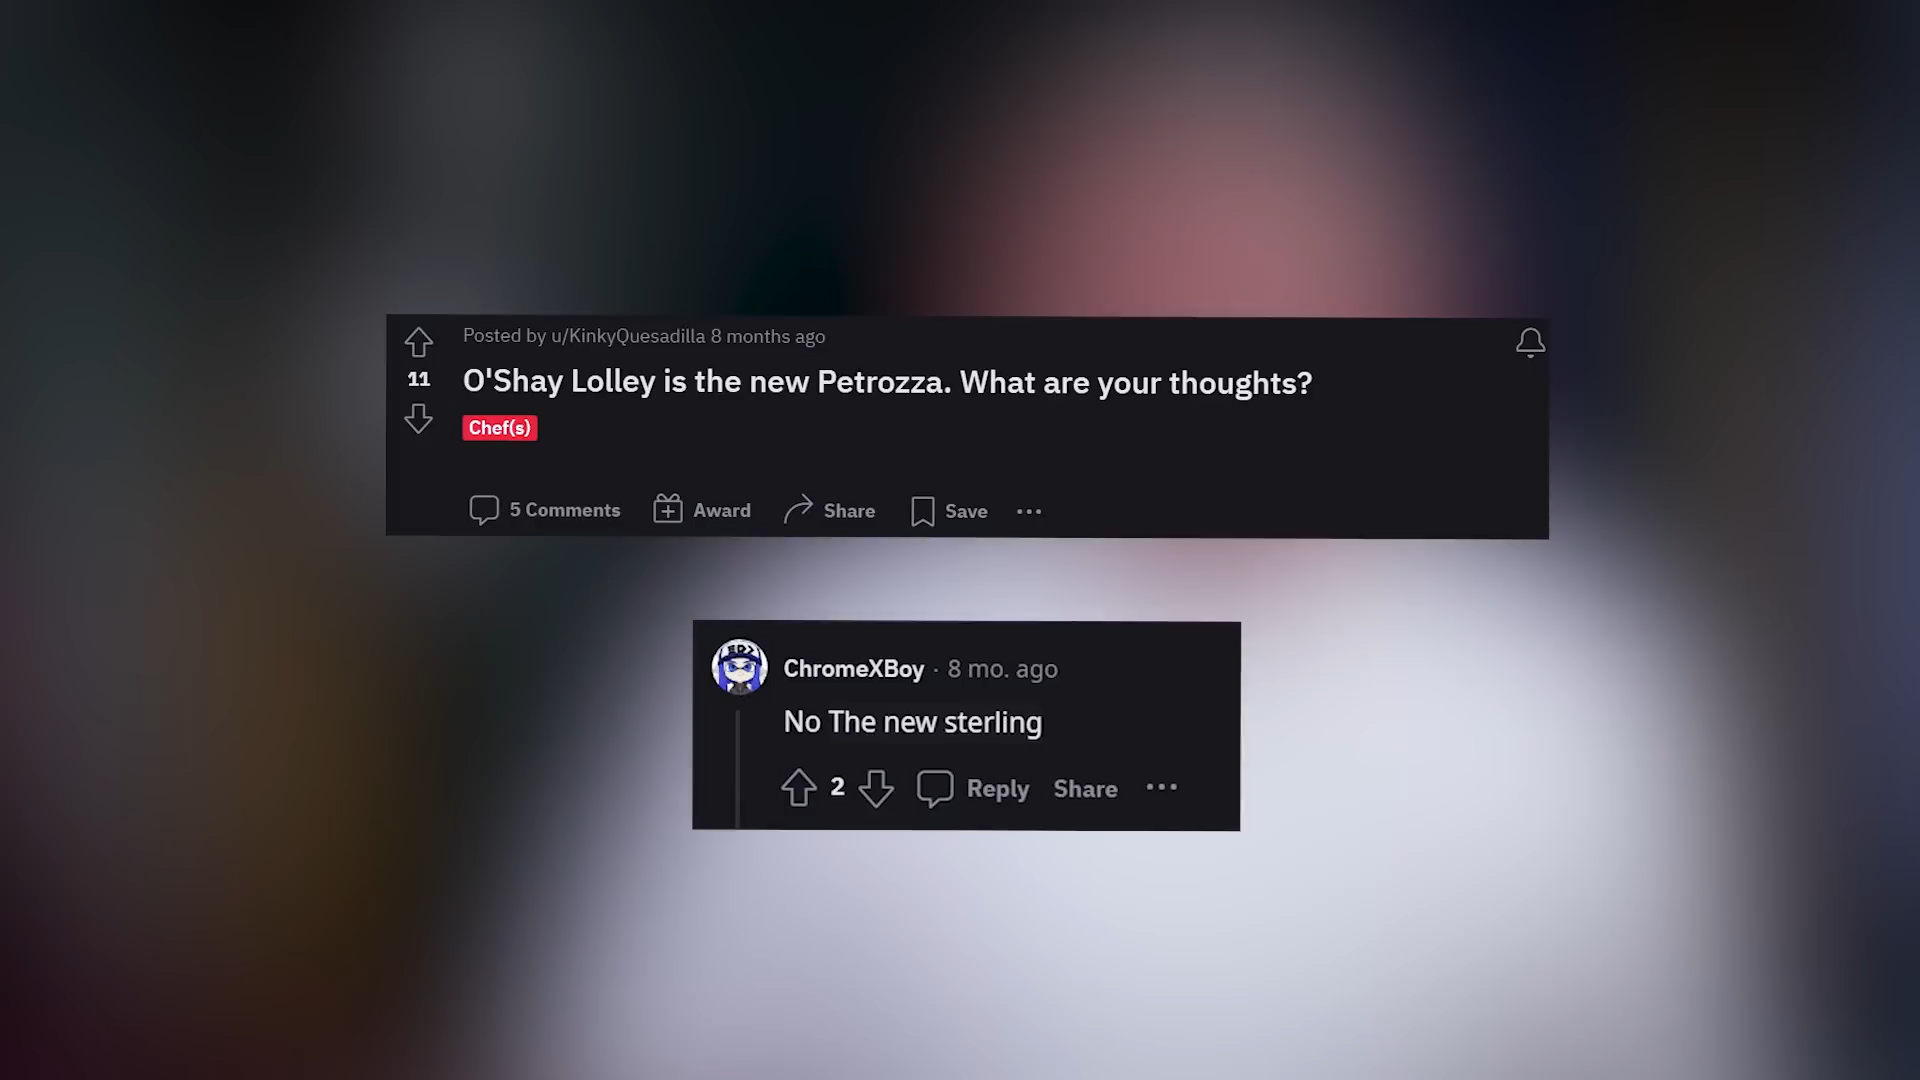 Posted by u/KinkyQuesadilla 8 months ago
11
O'Shay Lolley is the new Petrozza. What are your thoughts?
Chef(s)
5 Comments Award Share Save ...
ChromeXBoy · 8 mo. ago
No The new sterling
2 Reply Share ...